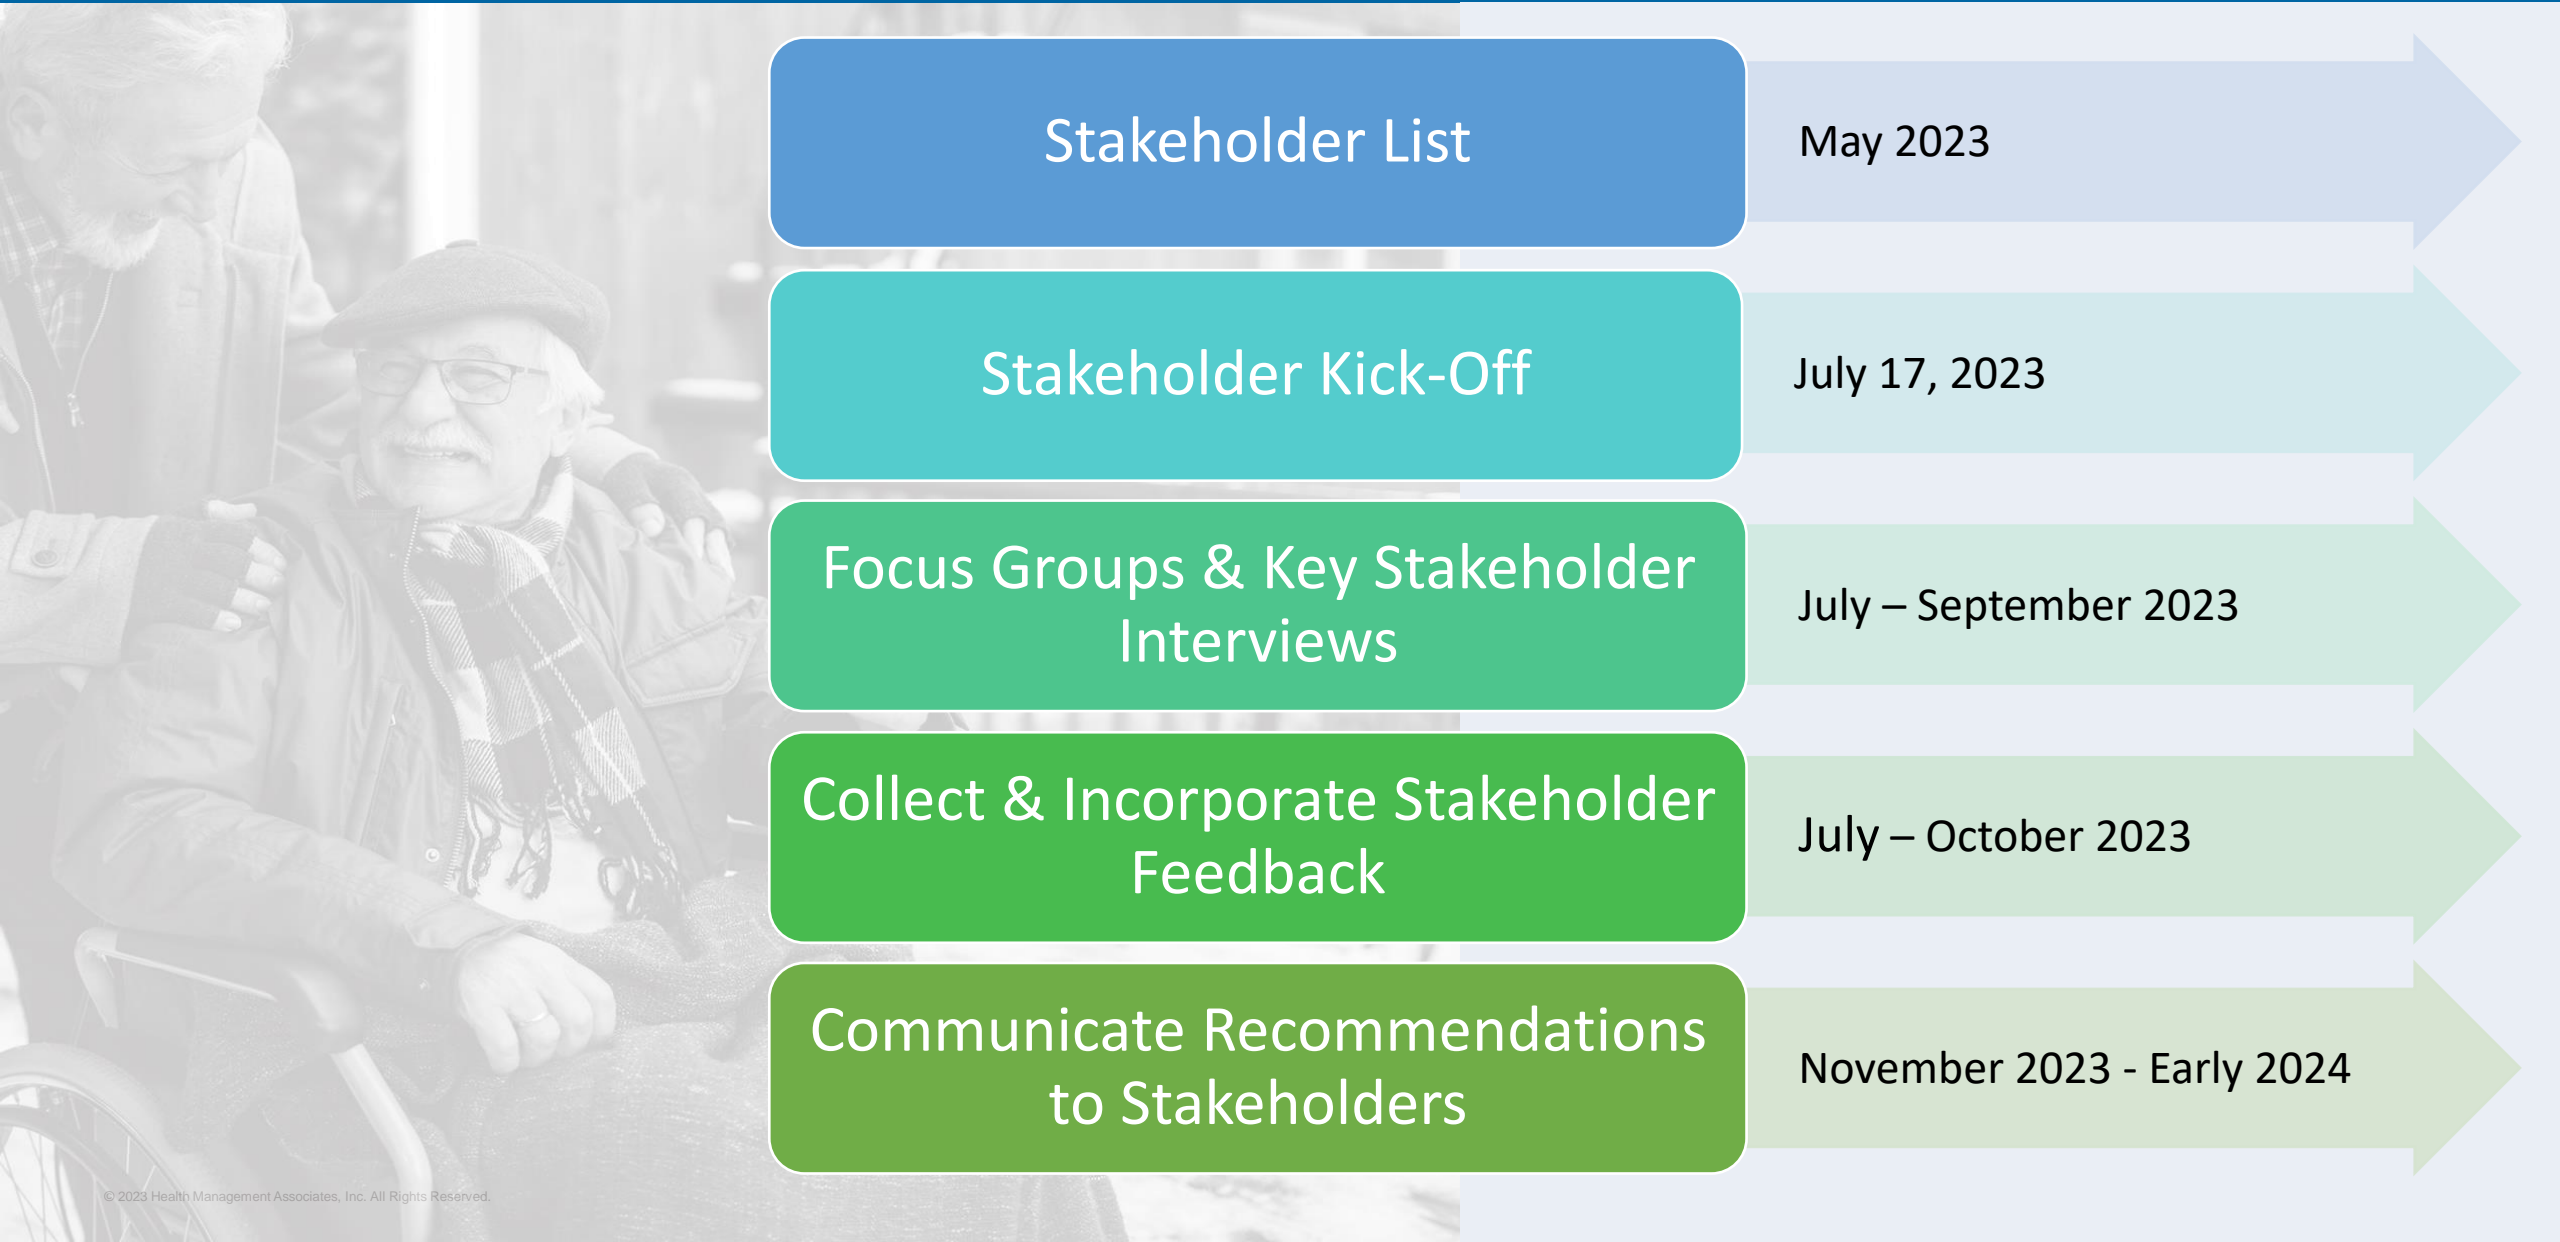 Stakeholder List
May 2023
Stakeholder Kick-Off
July 17, 2023
Focus Groups & Key Stakeholder
Interviews
July – September 2023
Collect & Incorporate Stakeholder
Feedback
July – October 2023
Communicate Recommendations
to Stakeholders
November 2023 - Early 2024
© 2023 Health Management Associates, Inc. All Rights Reserved.